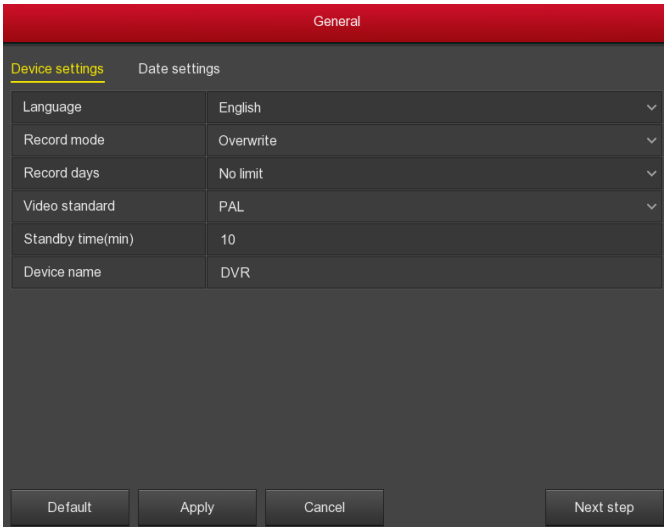 General
Device settings Date settings
Language English
Record mode Overwrite
Record days No limit
Video standard PAL
Standby time(min) 10
Device name DVR
Default Apply Cancel Next step